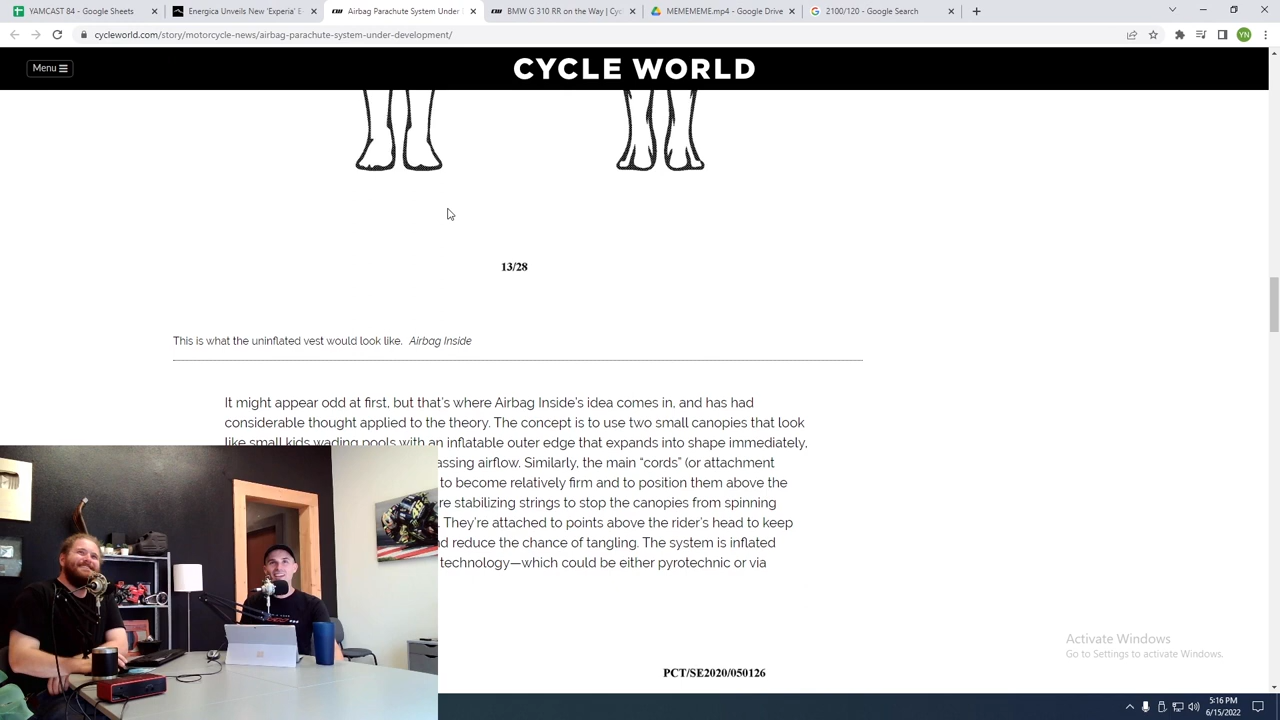 YAMCAST 84 - Google Sheets
Energica Unveils New 'Experia' E
Airbag Parachute System Under
BMW G 310 RR on the Way | Cyc
MEMEMEME.mp4 - Google Drive
2100/120 - Google Search
cycleworld.com/story/motorcycle-news/airbag-parachute-system-under-development/
YN
Menu
CYCLE WORLD
13/28
This is what the uninflated vest would look like. Airbag Inside
It might appear odd at first, but that's where Airbag Inside's idea comes in, and has had
considerable thought applied to the theory. The concept is to use two small canopies that look
like small kids wading pools with an inflatable outer edge that expands into shape immediately,
assing airflow. Similarly, the main “cords” (or attachment
to become relatively firm and to position them above the
re stabilizing strings to stop the canopies from spinning
. They're attached to points above the rider's head to keep
nd reduce the chance of tangling. The system is inflated
technology—which could be either pyrotechnic or via
PCT/SE2020/050126
Activate Windows
Go to Settings to activate Windows.
5:16 PM
6/15/2022